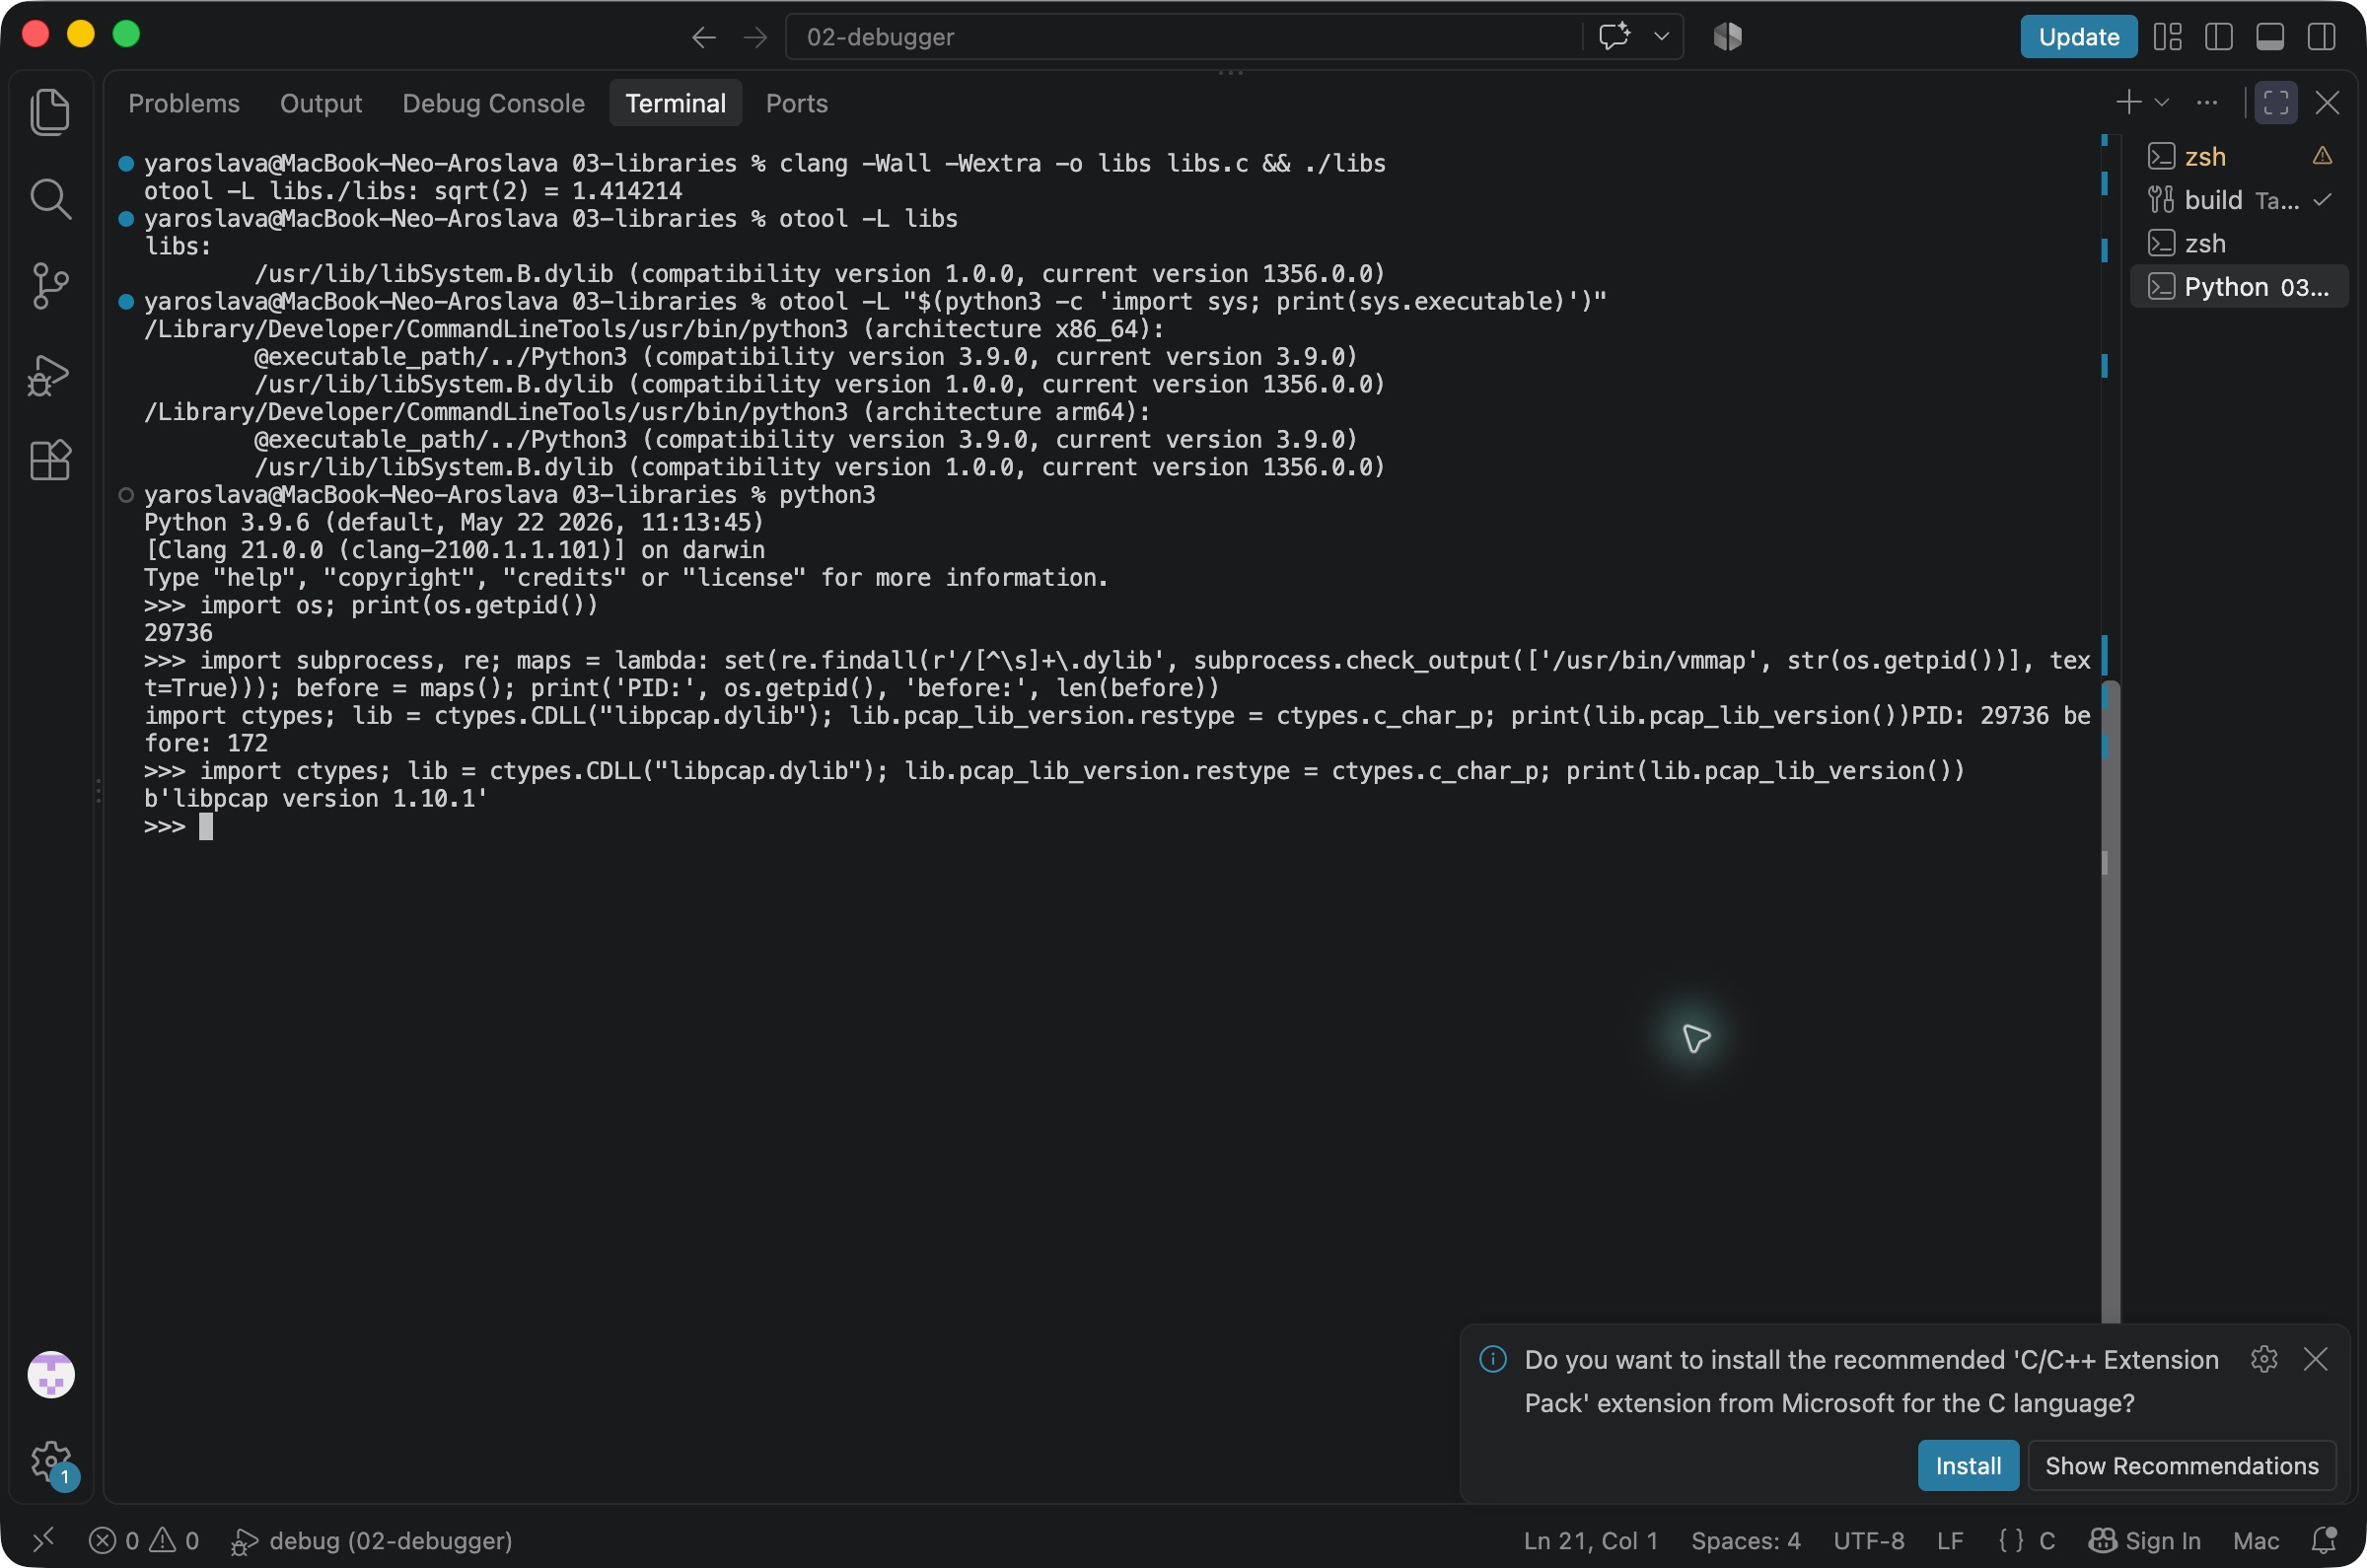 02-debugger
Update
Problems Output Debug Console Terminal Ports
yaroslava@MacBook-Neo-Aroslava 03-libraries % clang -Wall -Wextra -o libs libs.c && ./libs
otool -L libs./libs: sqrt(2) = 1.414214
yaroslava@MacBook-Neo-Aroslava 03-libraries % otool -L libs
libs:
        /usr/lib/libSystem.B.dylib (compatibility version 1.0.0, current version 1356.0.0)
yaroslava@MacBook-Neo-Aroslava 03-libraries % otool -L "$(python3 -c 'import sys; print(sys.executable)')"
/Library/Developer/CommandLineTools/usr/bin/python3 (architecture x86_64):
        @executable_path/../Python3 (compatibility version 3.9.0, current version 3.9.0)
        /usr/lib/libSystem.B.dylib (compatibility version 1.0.0, current version 1356.0.0)
/Library/Developer/CommandLineTools/usr/bin/python3 (architecture arm64):
        @executable_path/../Python3 (compatibility version 3.9.0, current version 3.9.0)
        /usr/lib/libSystem.B.dylib (compatibility version 1.0.0, current version 1356.0.0)
yaroslava@MacBook-Neo-Aroslava 03-libraries % python3
Python 3.9.6 (default, May 22 2026, 11:13:45)
[Clang 21.0.0 (clang-2100.1.1.101)] on darwin
Type "help", "copyright", "credits" or "license" for more information.
>>> import os; print(os.getpid())
29736
>>> import subprocess, re; maps = lambda: set(re.findall(r'/[^\s]+\.dylib', subprocess.check_output(['/usr/bin/vmmap', str(os.getpid())], tex
t=True))); before = maps(); print('PID:', os.getpid(), 'before:', len(before))
import ctypes; lib = ctypes.CDLL("libpcap.dylib"); lib.pcap_lib_version.restype = ctypes.c_char_p; print(lib.pcap_lib_version())PID: 29736 be
fore: 172
>>> import ctypes; lib = ctypes.CDLL("libpcap.dylib"); lib.pcap_lib_version.restype = ctypes.c_char_p; print(lib.pcap_lib_version())
b'libpcap version 1.10.1'
>>>
zsh
build Ta...
zsh
Python 03...
Do you want to install the recommended 'C/C++ Extension
Pack' extension from Microsoft for the C language?
Install Show Recommendations
1
0 0 debug (02-debugger)
Ln 21, Col 1 Spaces: 4 UTF-8 LF {} C Sign In Mac